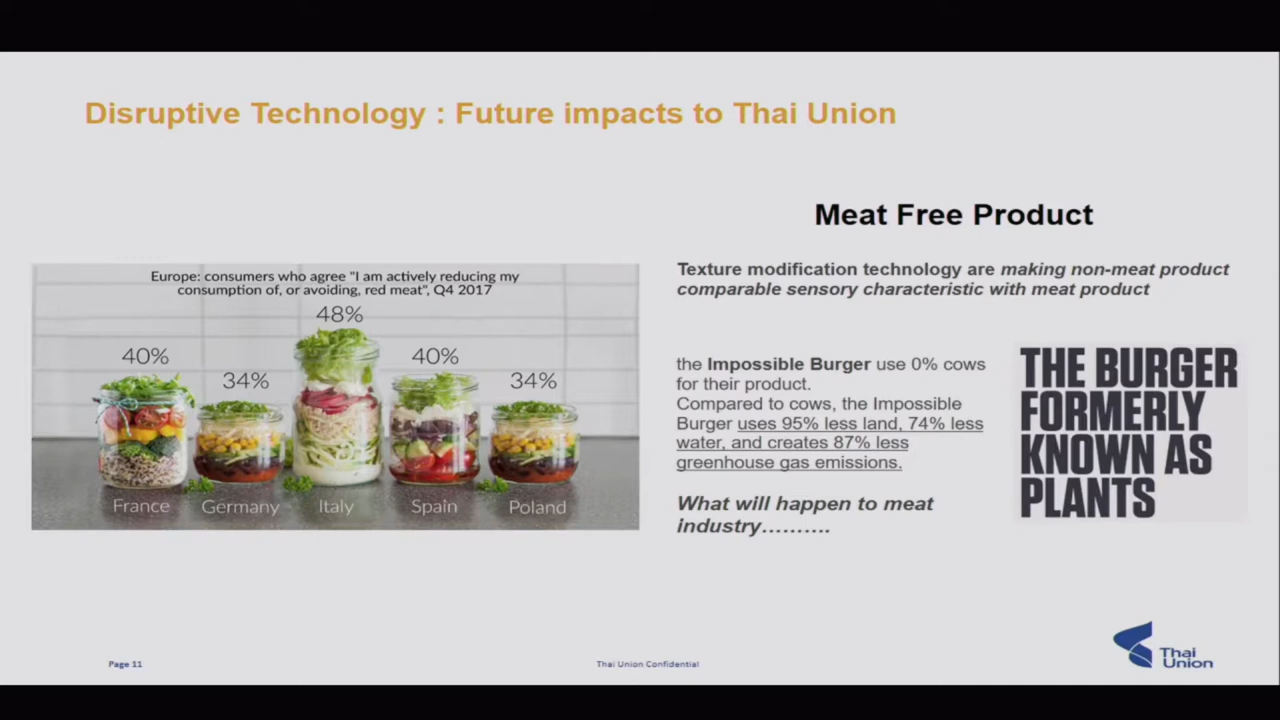 Disruptive Technology : Future impacts to Thai Union
Meat Free Product
Europe: consumers who agree "I am actively reducing my
consumption of, or avoiding, red meat", Q4 2017
48%
40%
40%
34%
34%
France
Germany
Italy
Spain
Poland
Texture modification technology are making non-meat product
comparable sensory characteristic with meat product
the Impossible Burger use 0% cows
for their product.
Compared to cows, the Impossible
Burger uses 95% less land, 74% less
water, and creates 87% less
greenhouse gas emissions.
What will happen to meat
industry……….
THE BURGER
FORMERLY
KNOWN AS
PLANTS
Page 11
Thai Union Confidential
Thai
Union